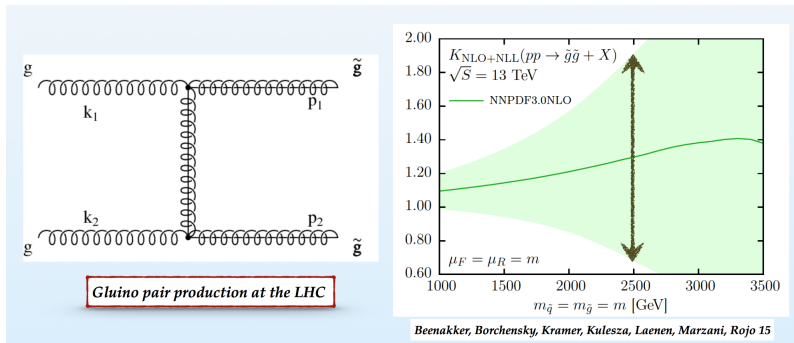 g
g̃
k1
p1
k2
p2
g
g̃
Gluino pair production at the LHC
2.00
1.80
1.60
1.40
1.20
1.00
0.80
0.60
K_NLO+NLL(pp → g̃g̃ + X)
√S = 13 TeV
NNPDF3.0NLO
μF = μR = m
1000 1500 2000 2500 3000 3500
m_q̃ = m_g̃ = m [GeV]
Beenakker, Borchensky, Kramer, Kulesza, Laenen, Marzani, Rojo 15